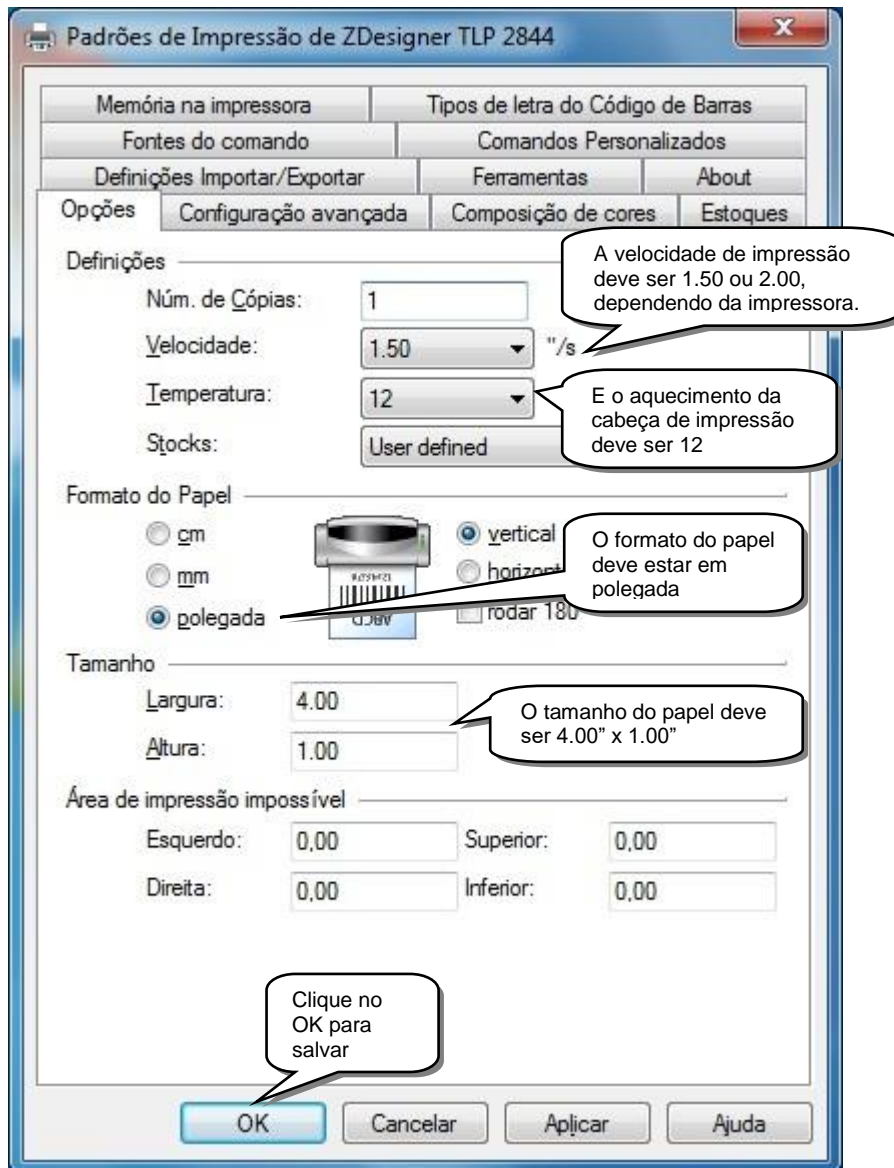 Padrões de Impressão de ZDesigner TLP 2844
X
Memória na impressora Tipos de letra do Código de Barras
Fontes do comando Comandos Personalizados
Definições Importar/Exportar Ferramentas About
Opções Configuração avançada Composição de cores Estoques
Definições
A velocidade de impressão
deve ser 1.50 ou 2.00,
dependendo da impressora.
Núm. de Cópias: 1
Velocidade: 1.50 "/s
Temperatura: 12
E o aquecimento da
cabeça de impressão
deve ser 12
Stocks: User defined
Formato do Papel
cm
mm
polegada
ABCD
vertical
rodar 180
O formato do papel
deve estar em
polegada
Tamanho
Largura: 4.00
Altura: 1.00
O tamanho do papel deve
ser 4.00” x 1.00”
Área de impressão impossível
Esquerdo: 0,00 Superior: 0,00
Direita: 0,00 Inferior: 0,00
Clique no
OK para
salvar
OK Cancelar Aplicar Ajuda